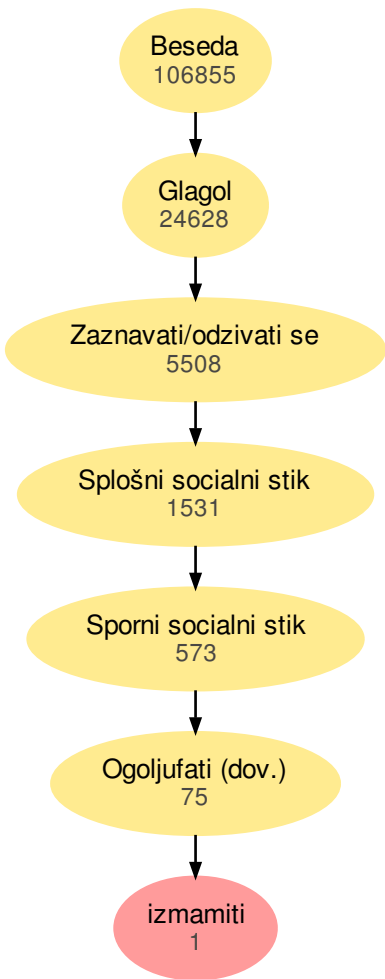 Beseda
106855
Glagol
24628
Zaznavati/odzivati se
5508
Splošni socialni stik
1531
Sporni socialni stik
573
Ogoljufati (dov.)
75
izmamiti
1